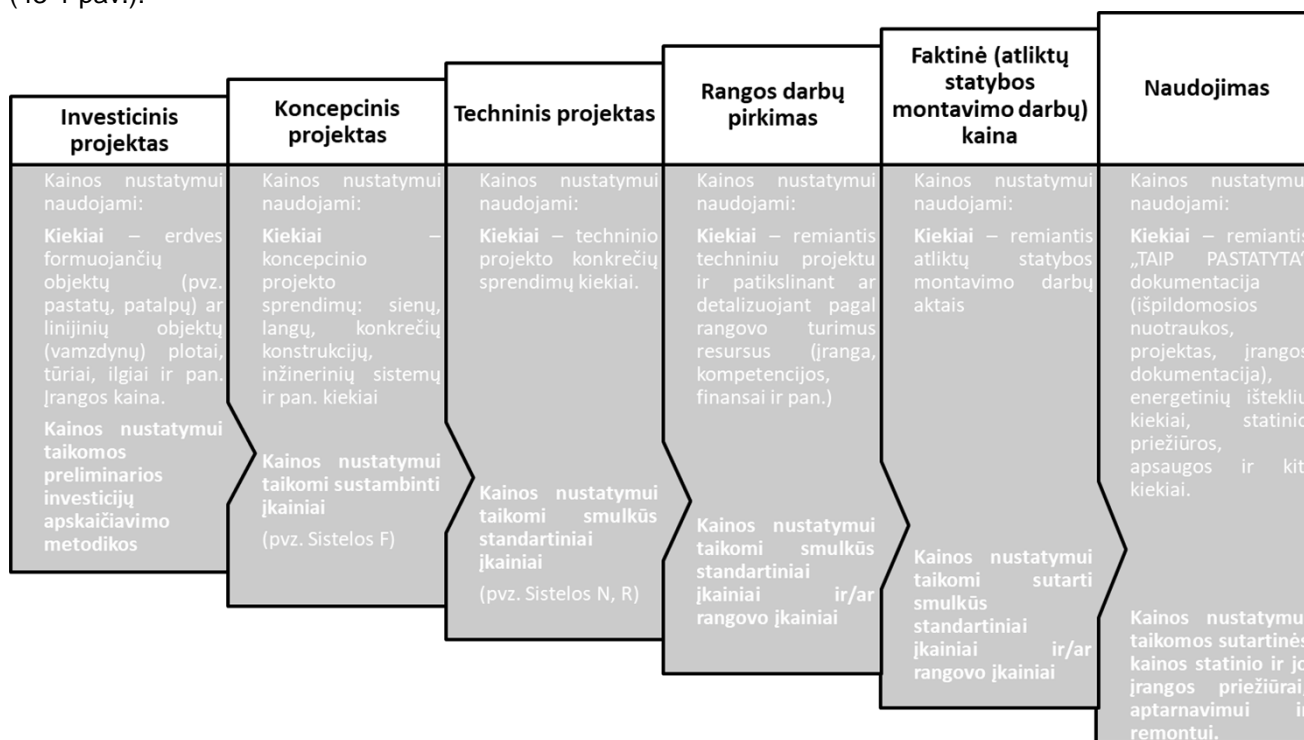 Investicinis
projektas
Kainos nustatymui
naudojami:
Kiekiai – erdves
formuojančių
objektų (pvz.
pastatų, patalpų) ar
linijinių objektų
(vamzdynų) plotai,
tūriai, ilgiai ir pan.
Įrangos kaina.
Kainos nustatymui
taikomos
preliminarios
investicijų
apskaičiavimo
metodikos
Koncepcinis
projektas
Kainos nustatymui
naudojami:
Kiekiai –
koncepcinio
projekto
sprendimų: sienų,
langų, konkrečių
konstrukcijų,
inžinerinių sistemų
ir pan. kiekiai
Kainos nustatymui
taikomi sustambinti
įkainiai
(pvz. Sistelos F)
Techninis projektas
Kainos nustatymui
naudojami:
Kiekiai – techninio
projekto konkrečių
sprendimų kiekiai.
Kainos nustatymui
taikomi smulkūs
standartiniai
įkainiai
(pvz. Sistelos N, R)
Rangos darbų
pirkimas
Kainos nustatymui
naudojami:
Kiekiai – remiantis
techniniu projektu
ir patikslinant ar
detalizuojant pagal
rangovo turimus
resursus (įranga,
kompetencijos,
finansai ir pan.)
Kainos nustatymui
taikomi smulkūs
standartiniai
įkainiai ir/ar
rangovo įkainiai
Faktinė (atliktų
statybos
montavimo darbų)
kaina
Kainos nustatymui
naudojami:
Kiekiai – remiantis
atliktų statybos
montavimo darbų
aktais
Kainos nustatymui
taikomi sutarti
smulkūs
standartiniai
įkainiai ir/ar
rangovo įkainiai
Naudojimas
Kainos nustatymui
naudojami:
Kiekiai – remiantis
„TAIP PASTATYTA“
dokumentacija
(išpildomosios
nuotraukos,
projektas, įrangos
dokumentacija),
energetinių išteklių
kiekiai, statinio
priežiūros,
apsaugos ir kiti
kiekiai.
Kainos nustatymui
taikomos sutartinės
kainos statinio ir jo
įrangos priežiūrai,
aptarnavimui ir
remontui.